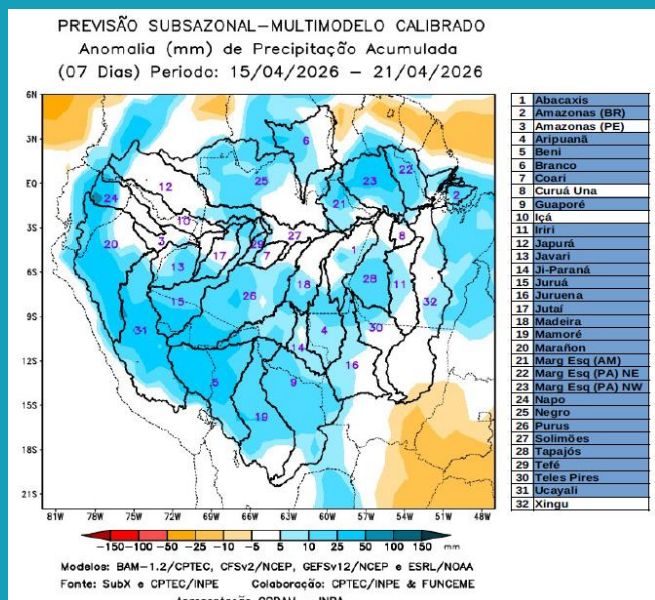 PREVISÃO SUBSAZONAL-MULTIMODELO CALIBRADO
Anomalia (mm) de Precipitação Acumulada
(07 Dias) Periodo: 15/04/2026 - 21/04/2026
6N
3N
EQ
3S
6S
9S
12S
15S
18S
21S
81W 78W 75W 72W 69W 66W 63W 60W 57W 54W 51W 48W
6
22
12
25
23
24
21
2
10
20
3
17
29
7
27
1
8
13
15
26
18
28
11
32
31
4
30
14
16
5
9
19
-150 -100 -50 -25 -10 -5 5 10 25 50 100 150 mm
Modelos: BAM-1.2/CPTEC, CFSv2/NCEP, GEFSv12/NCEP e ESRL/NOAA
Fonte: SubX e CPTEC/INPE Colaboração: CPTEC/INPE & FUNCEME
1 Abacaxis
2 Amazonas (BR)
3 Amazonas (PE)
4 Aripuanã
5 Beni
6 Branco
7 Coari
8 Curuá Una
9 Guaporé
10 Içá
11 Iriri
12 Japurá
13 Javari
14 Ji-Paraná
15 Juruá
16 Juruena
17 Jutaí
18 Madeira
19 Mamoré
20 Marañon
21 Marg Esq (AM)
22 Marg Esq (PA) NE
23 Marg Esq (PA) NW
24 Napo
25 Negro
26 Purus
27 Solimões
28 Tapajós
29 Tefé
30 Teles Pires
31 Ucayali
32 Xingu